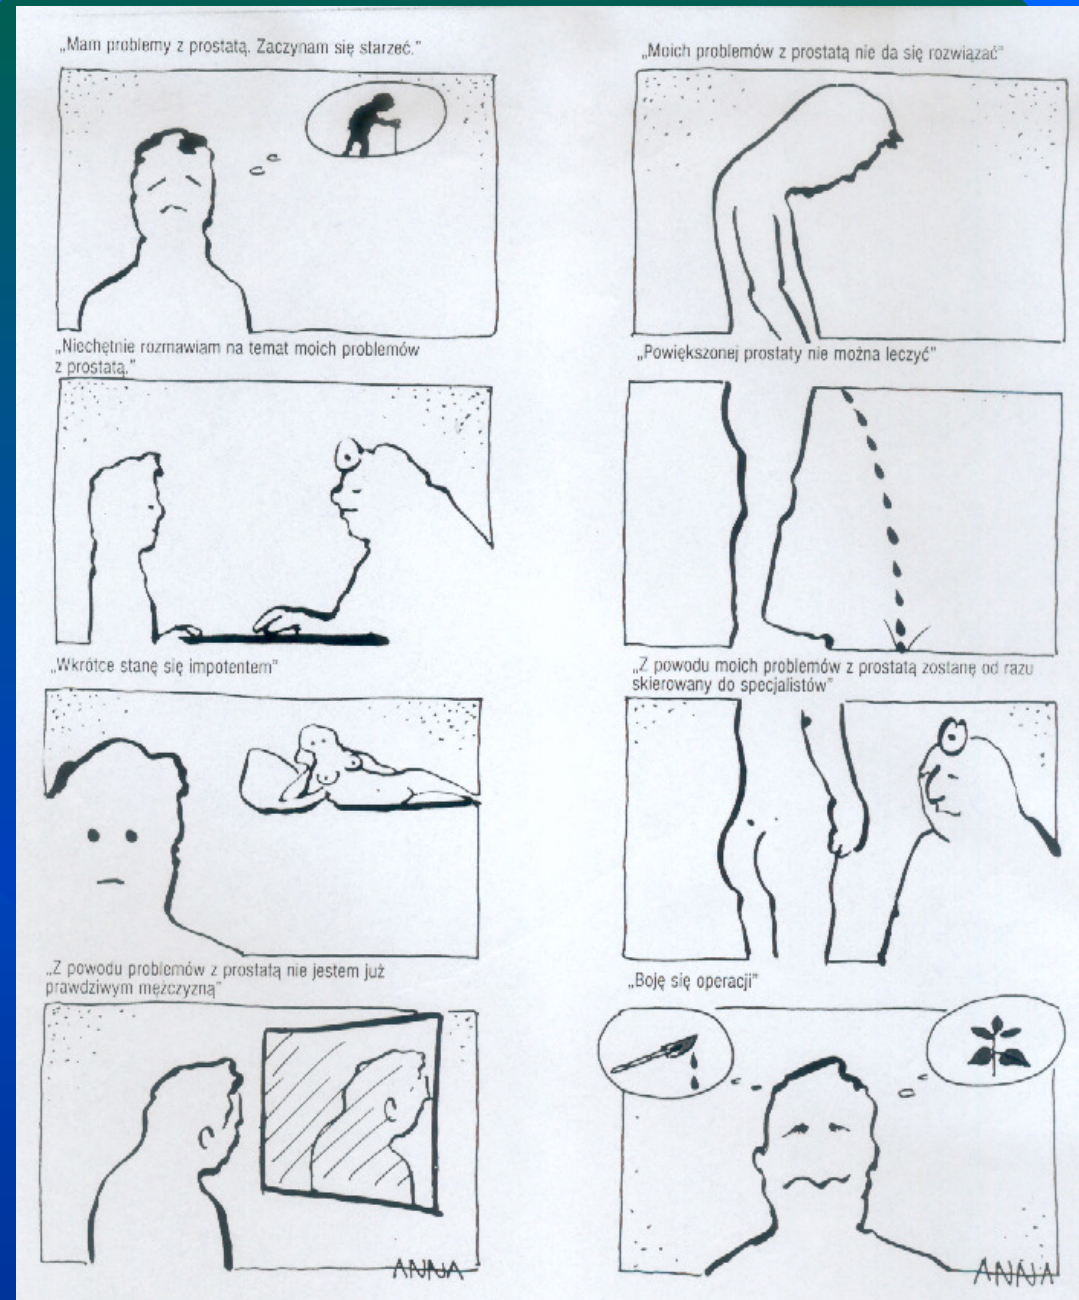 „Mam problemy z prostatą. Zaczynam się starzeć.”
„Niechętnie rozmawiam na temat moich problemów
z prostatą.”
„Wkrótce stanę się impotentem”
„Z powodu problemów z prostatą nie jestem już
prawdziwym mężczyzną”
ANNA
„Moich problemów z prostatą nie da się rozwiązać”
„Powiększonej prostaty nie można leczyć”
„Z powodu moich problemów z prostatą zostanę od razu
skierowany do specjalistów”
„Boję się operacji”
ANNA